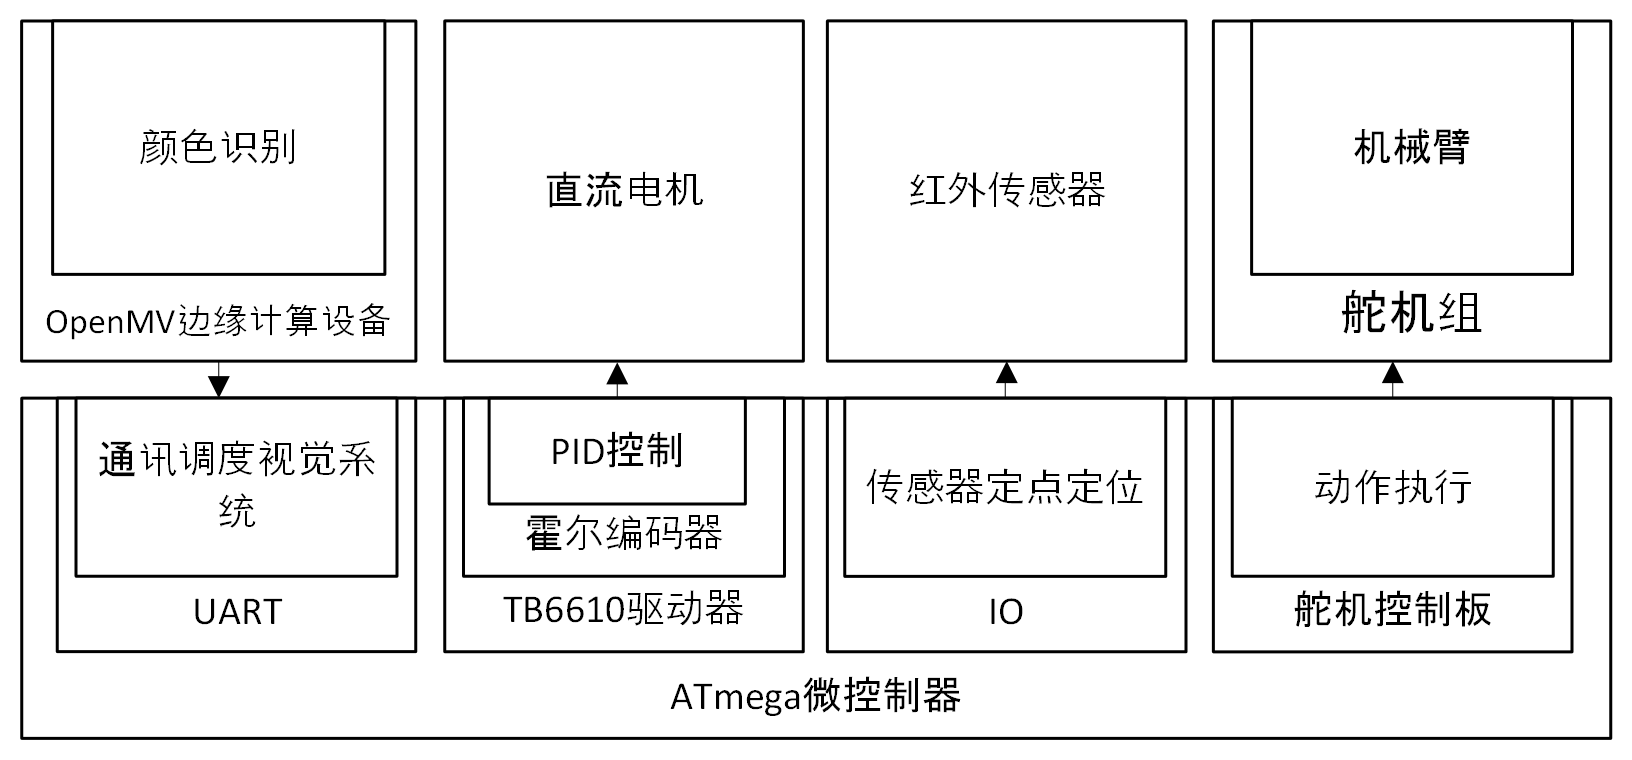 颜色识别
OpenMV边缘计算设备
直流电机
红外传感器
机械臂
舵机组
通讯调度视觉系
统
UART
PID控制
霍尔编码器
TB6610驱动器
传感器定点定位
IO
动作执行
舵机控制板
ATmega微控制器